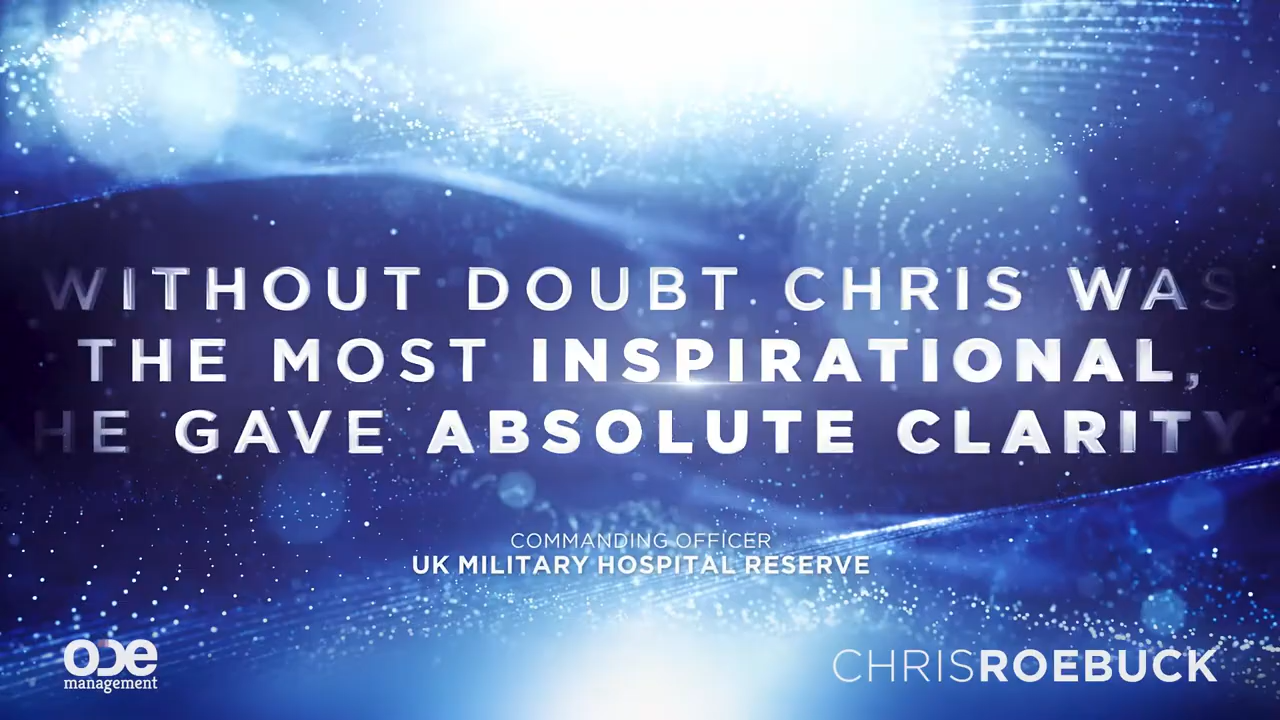 WITHOUT DOUBT CHRIS WAS
THE MOST INSPIRATIONAL,
HE GAVE ABSOLUTE CLARITY
COMMANDING OFFICER
UK MILITARY HOSPITAL RESERVE
ode
management
CHRISROEBUCK